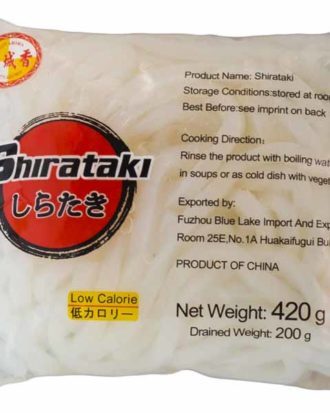 城香
Shirataki
しらたき
Low Calorie
低カロリー
Product Name: Shirataki
Storage Conditions:stored at roo
Best Before:see imprint on back
Cooking Direction:
Rinse the product with boiling wate
in soups or as cold dish with veget
Exported by:
Fuzhou Blue Lake Import And Exp
Room 25E,No.1A Huakaifugui Bu
PRODUCT OF CHINA
Net Weight: 420 g
Drained Weight: 200 g